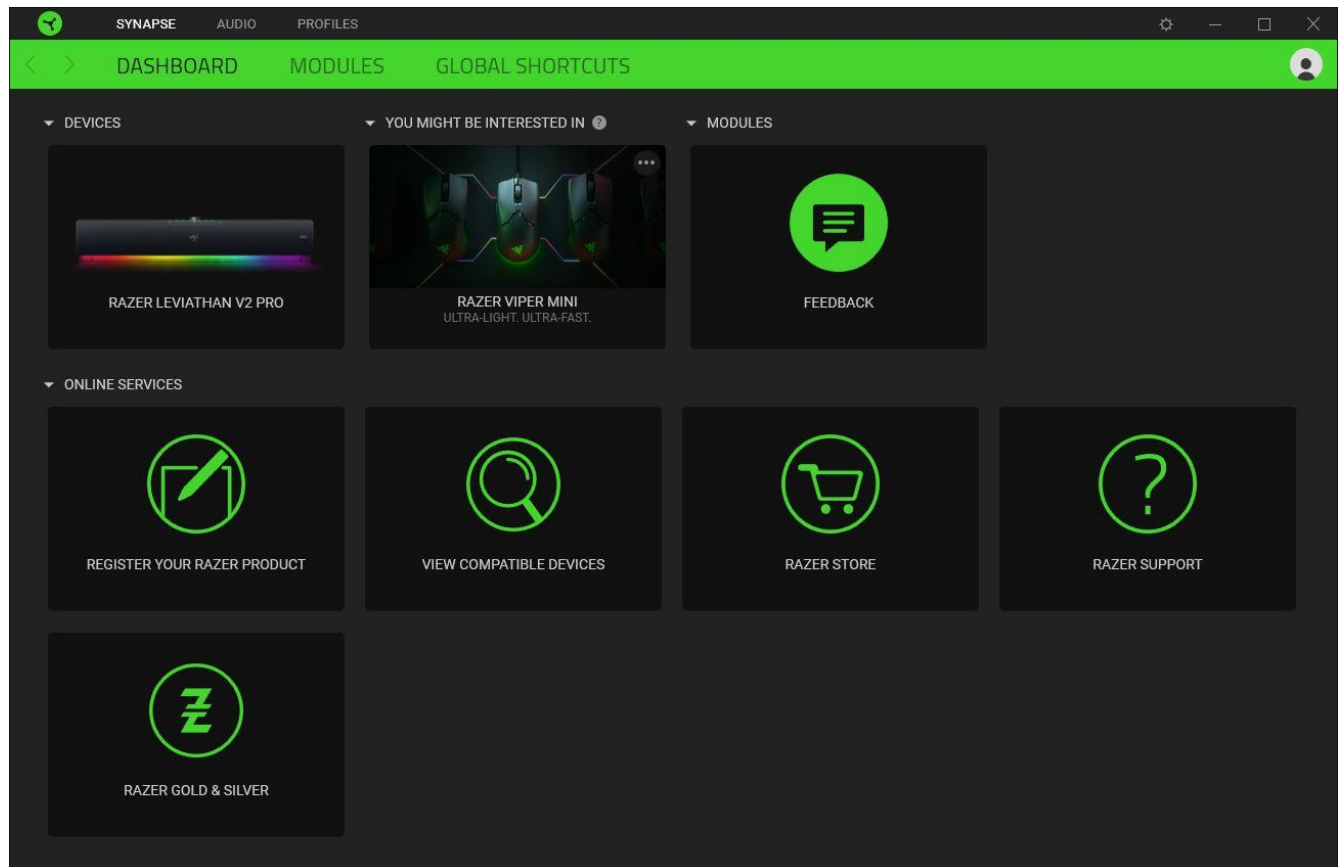 SYNAPSE AUDIO PROFILES
DASHBOARD MODULES GLOBAL SHORTCUTS
DEVICES
RAZER LEVIATHAN V2 PRO
YOU MIGHT BE INTERESTED IN ?
RAZER VIPER MINI
ULTRA-LIGHT. ULTRA-FAST.
MODULES
FEEDBACK
ONLINE SERVICES
REGISTER YOUR RAZER PRODUCT
VIEW COMPATIBLE DEVICES
RAZER STORE
?
RAZER SUPPORT
RAZER GOLD & SILVER